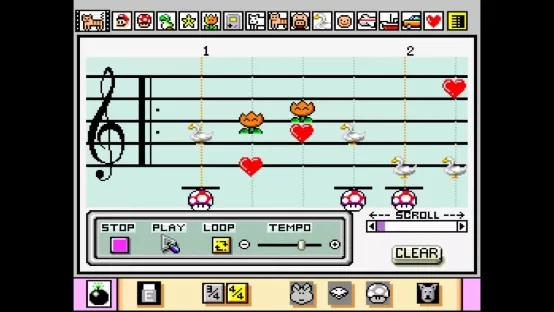 1 2
STOP PLAY LOOP TEMPO
SCROLL
CLEAR
3/4 4/4